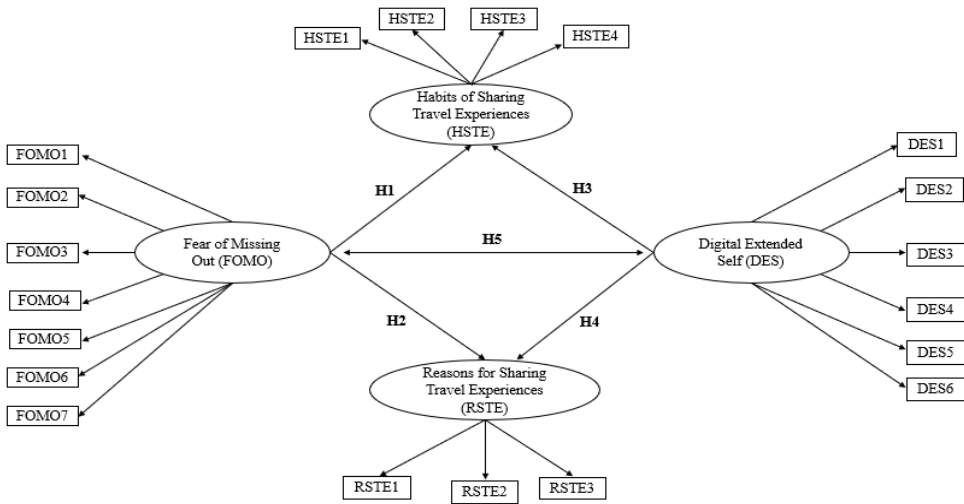 HSTE1
HSTE2
HSTE3
HSTE4
Habits of Sharing
Travel Experiences
(HSTE)
FOMO1
FOMO2
FOMO3
FOMO4
FOMO5
FOMO6
FOMO7
Fear of Missing
Out (FOMO)
H1
H3
H5
H2
H4
Digital Extended
Self (DES)
DES1
DES2
DES3
DES4
DES5
DES6
Reasons for Sharing
Travel Experiences
(RSTE)
RSTE1
RSTE2
RSTE3